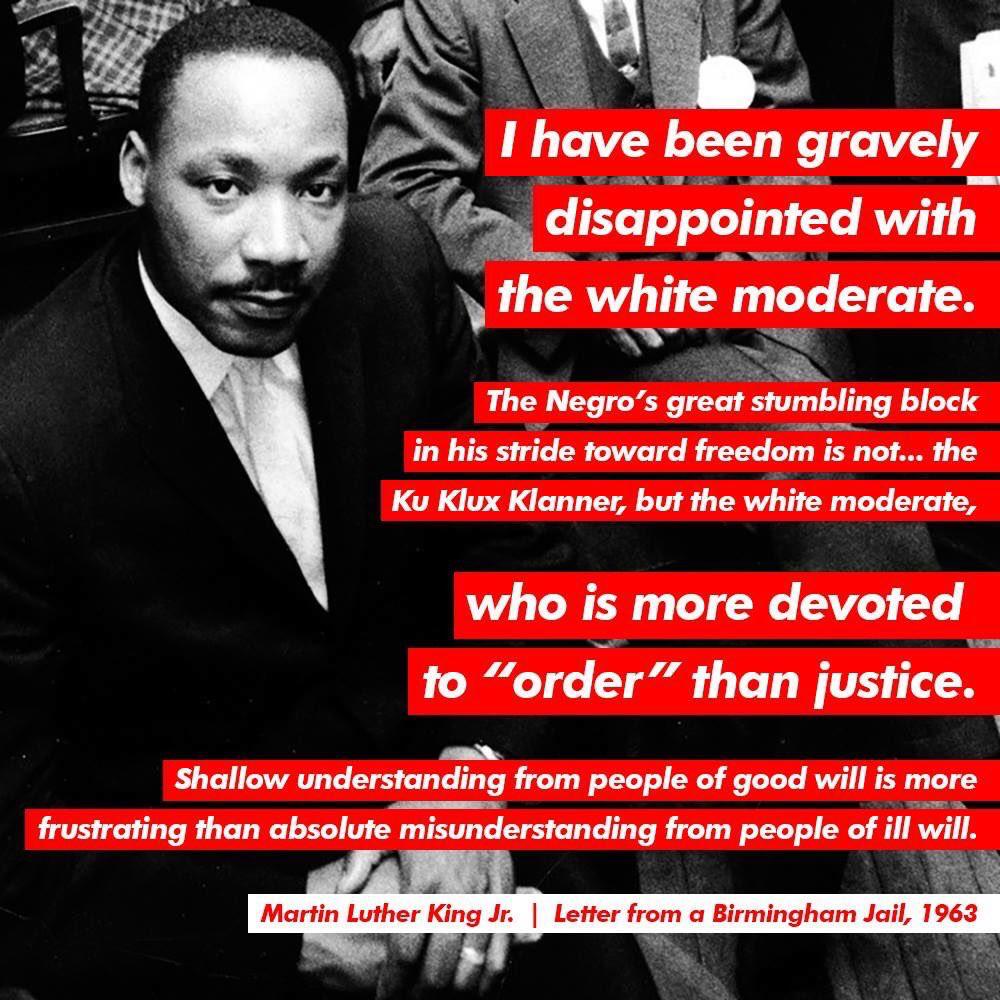 I have been gravely
disappointed with
the white moderate.
The Negro’s great stumbling block
in his stride toward freedom is not... the
Ku Klux Klanner, but the white moderate,
who is more devoted
to “order” than justice.
Shallow understanding from people of good will is more
frustrating than absolute misunderstanding from people of ill will.
Martin Luther King Jr. | Letter from a Birmingham Jail, 1963